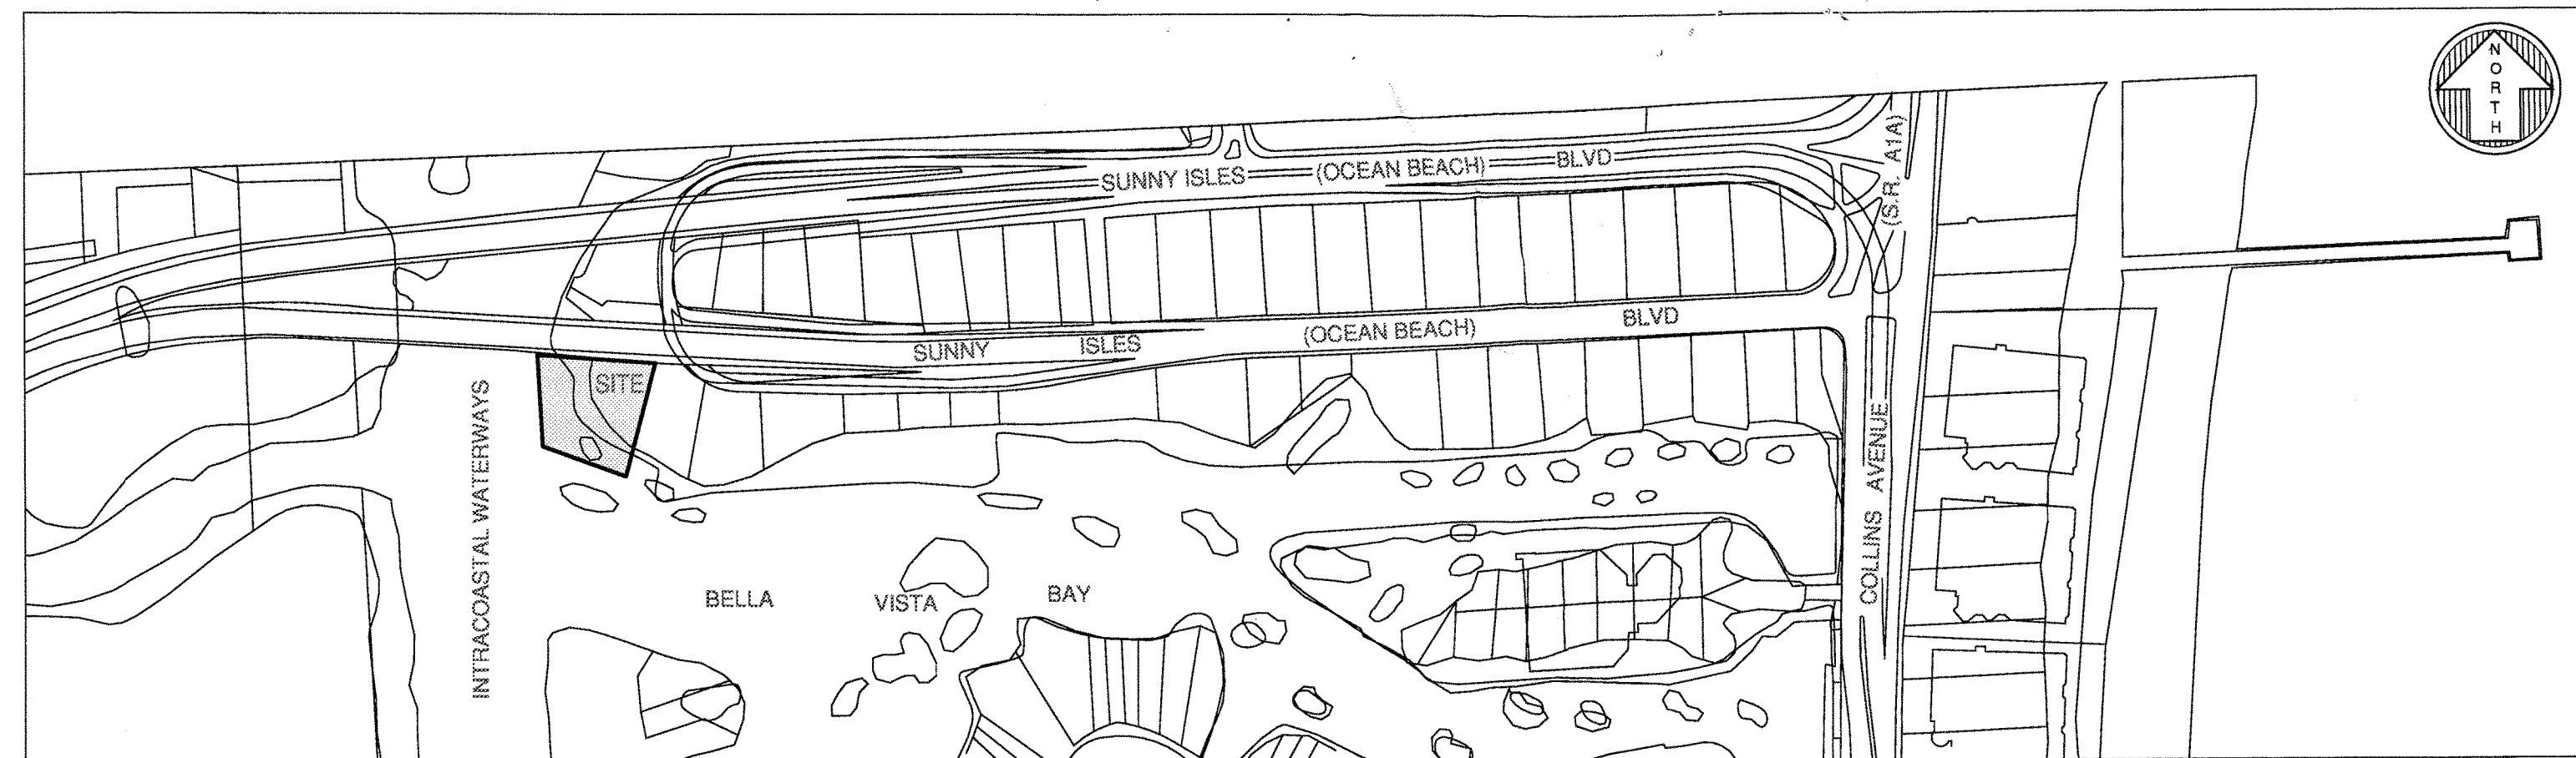 NORTH
SUNNY ISLES (OCEAN BEACH) BLVD
(S.R. A1A)
SUNNY ISLES (OCEAN BEACH) BLVD
SITE
INTRACOASTAL WATERWAYS
COLLINS AVENUE
BELLA VISTA BAY